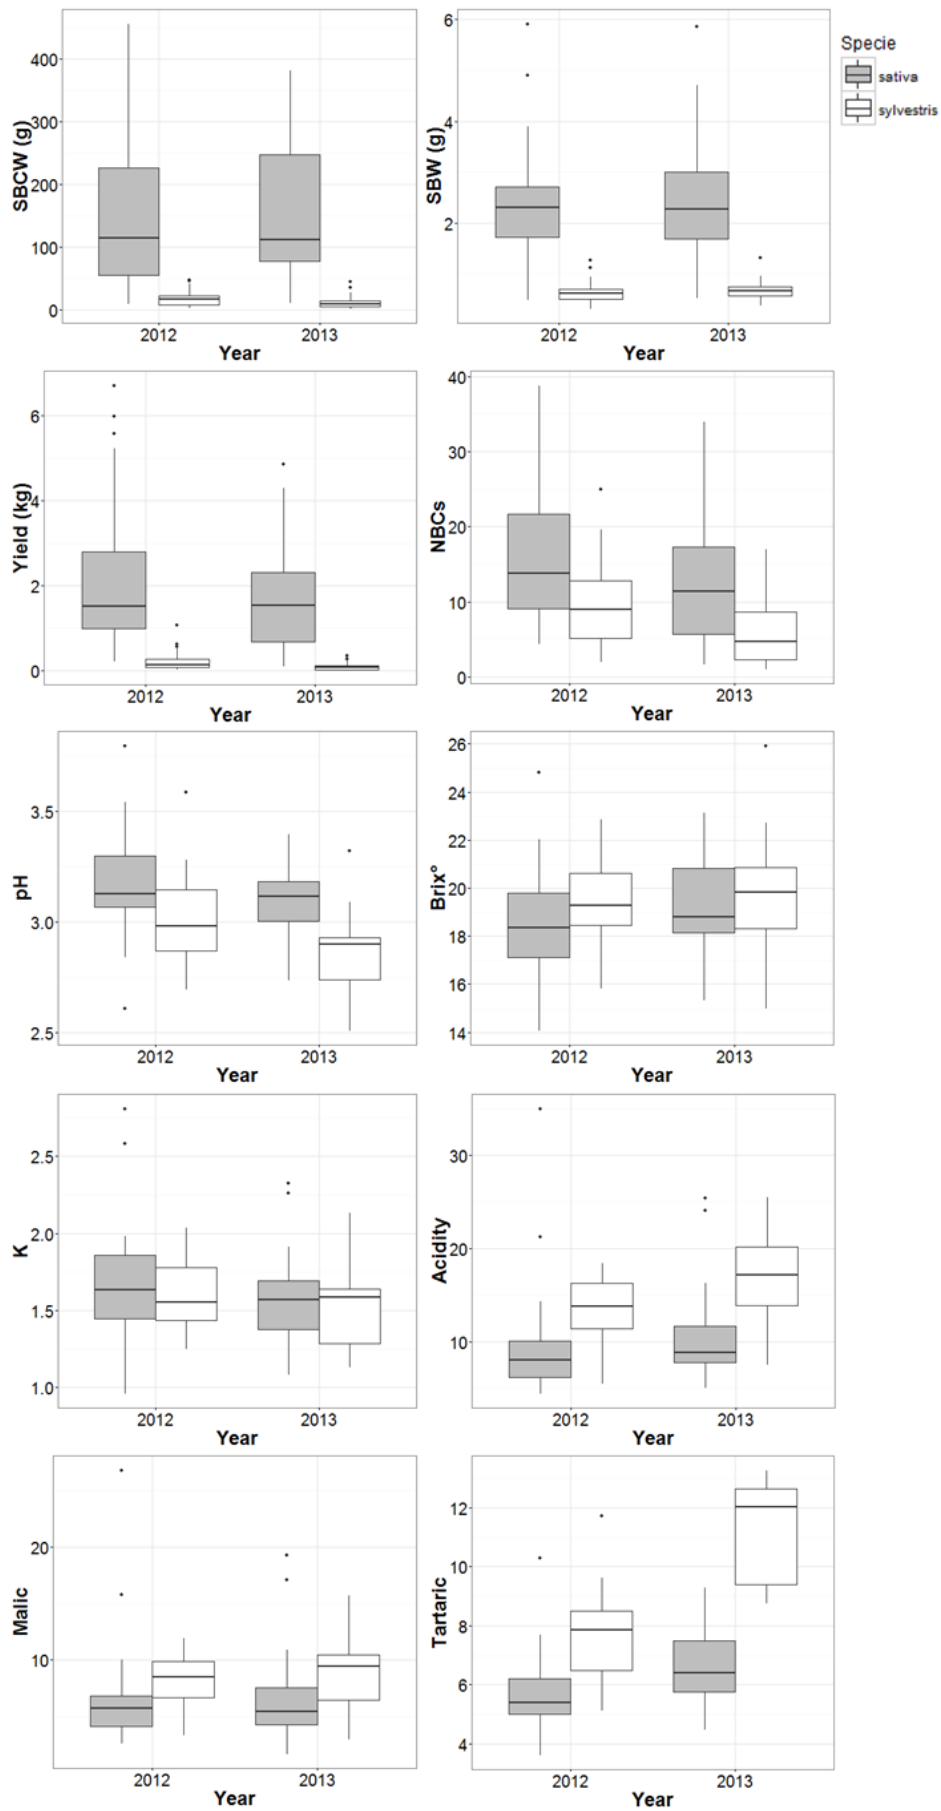 SBCW (g)
400
300
200
100
0
2012
2013
Year
SBW (g)
6
4
2
2012
2013
Year
Specie
sativa
sylvestris
Yield (kg)
6
4
2
0
2012
2013
Year
NBCs
40
30
20
10
0
2012
2013
Year
pH
3.5
3.0
2.5
2012
2013
Year
Brix°
26
24
22
20
18
16
14
2012
2013
Year
K
2.5
2.0
1.5
1.0
2012
2013
Year
Acidity
30
20
10
2012
2013
Year
Malic
20
10
2012
2013
Year
Tartaric
12
10
8
6
4
2012
2013
Year